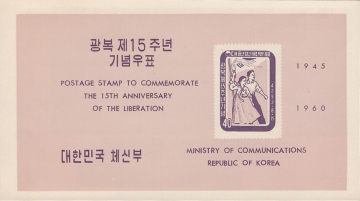 광복 제15주년
기념우표
POSTAGE STAMP TO COMMEMORATE
THE 15TH ANNIVERSARY
OF THE LIBERATION
대한민국 체신부
1945
1960
40
MINISTRY OF COMMUNICATIONS
REPUBLIC OF KOREA